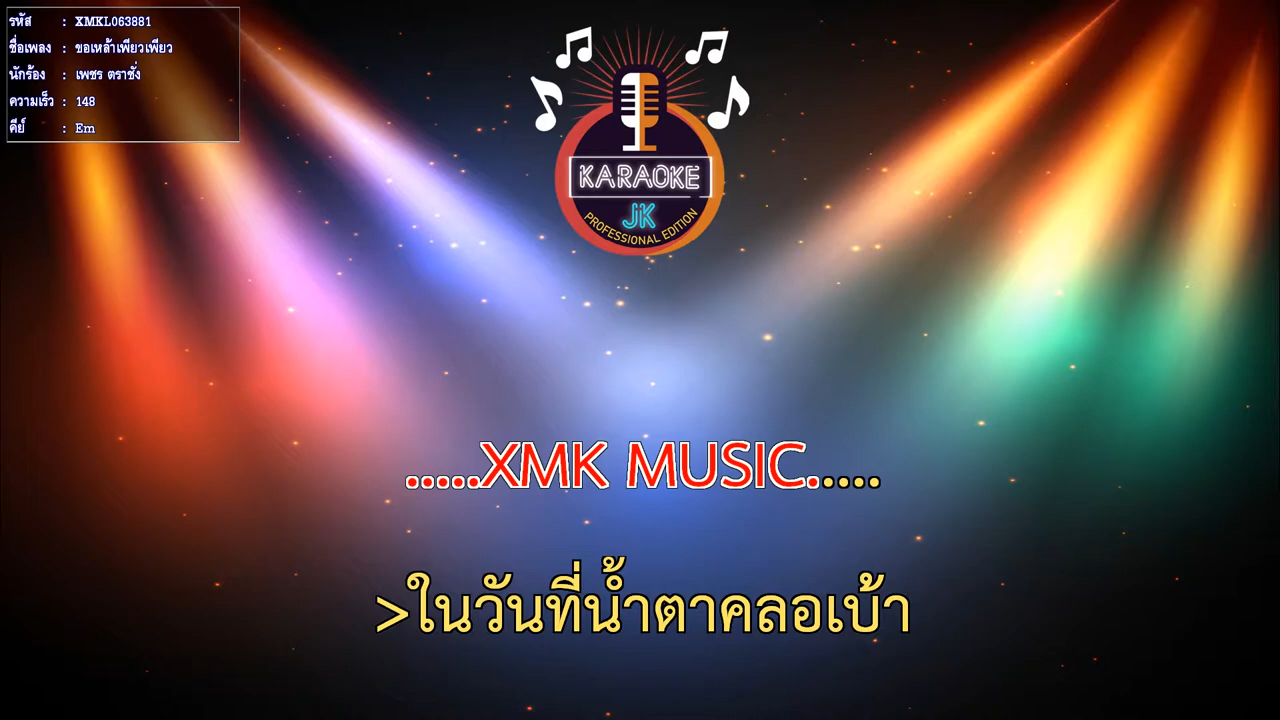 รหัส : XMKL063881
ชื่อเพลง : ขอเหล้าเพียวเพียว
นักร้อง : เพชร ตราชั่ง
ความเร็ว : 148
คีย์ : Em
KARAOKE
JK
PROFESSIONAL EDITION
.....XMK MUSIC.....
>ในวันที่น้ำตาคลอเบ้า